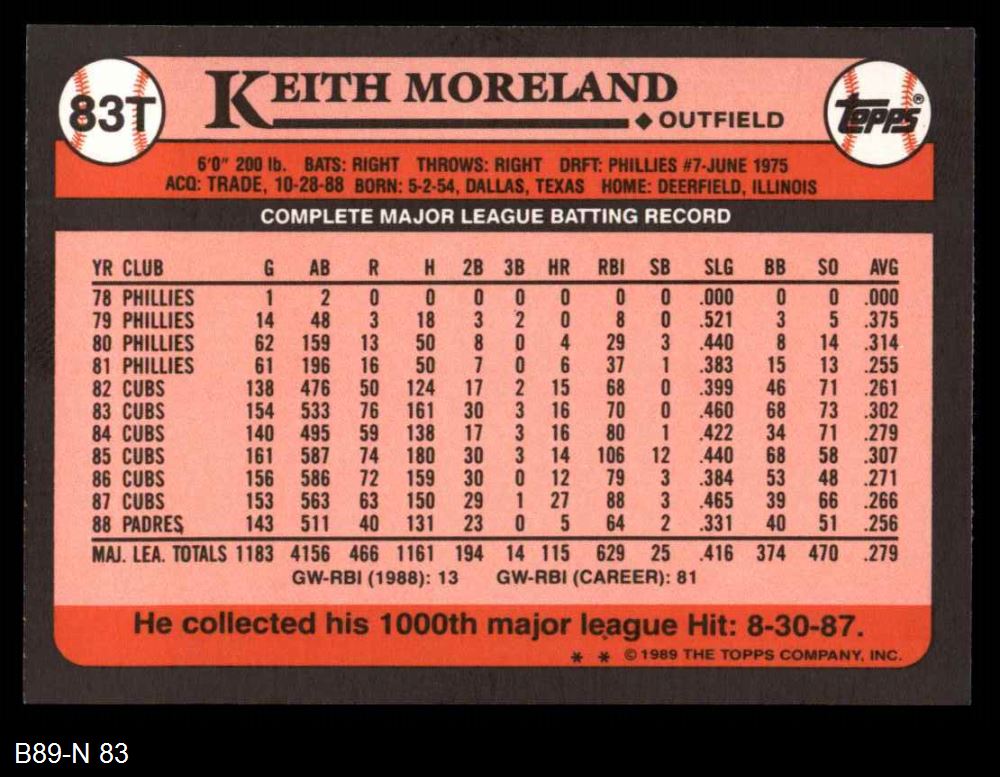 83T
KEITH MORELAND
◆ OUTFIELD
TOPPS®
6'0" 200 lb. BATS: RIGHT THROWS: RIGHT DRFT: PHILLIES #7-JUNE 1975
ACQ: TRADE, 10-28-88 BORN: 5-2-54, DALLAS, TEXAS HOME: DEERFIELD, ILLINOIS
COMPLETE MAJOR LEAGUE BATTING RECORD
YR CLUB G AB R H 2B 3B HR RBI SB SLG BB SO AVG
78 PHILLIES 1 2 0 0 0 0 0 0 0 .000 0 0 .000
79 PHILLIES 14 48 3 18 3 2 0 8 0 .521 3 5 .375
80 PHILLIES 62 159 13 50 8 0 4 29 3 .440 8 14 .314
81 PHILLIES 61 196 16 50 7 0 6 37 1 .383 15 13 .255
82 CUBS 138 476 50 124 17 2 15 68 0 .399 46 71 .261
83 CUBS 154 533 76 161 30 3 16 70 0 .460 68 73 .302
84 CUBS 140 495 59 138 17 3 16 80 1 .422 34 71 .279
85 CUBS 161 587 74 180 30 3 14 106 12 .440 68 58 .307
86 CUBS 156 586 72 159 30 0 12 79 3 .384 53 48 .271
87 CUBS 153 563 63 150 29 1 27 88 3 .465 39 66 .266
88 PADRES 143 511 40 131 23 0 5 64 2 .331 40 51 .256
MAJ. LEA. TOTALS 1183 4156 466 1161 194 14 115 629 25 .416 374 470 .279
GW-RBI (1988): 13 GW-RBI (CAREER): 81
He collected his 1000th major league Hit: 8-30-87.
* * © 1989 THE TOPPS COMPANY, INC.
B89-N 83